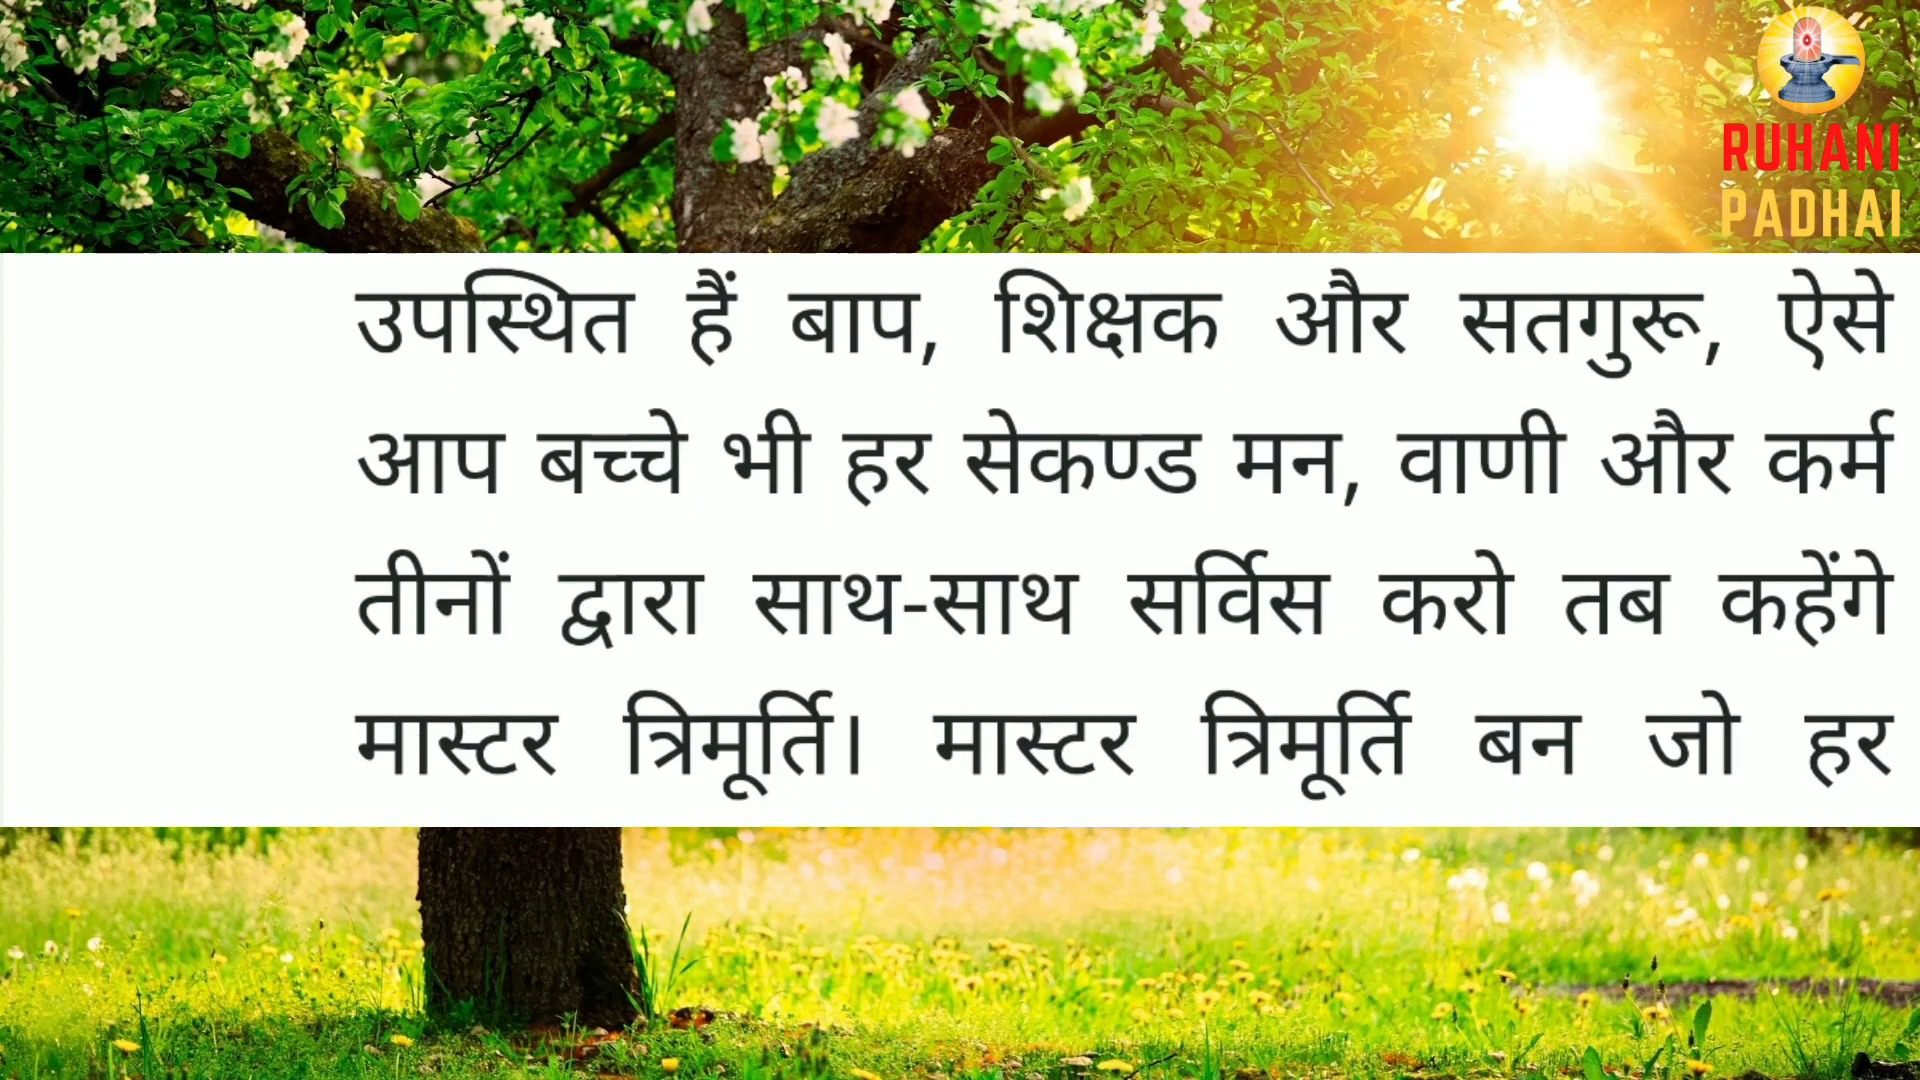 RUHANI
PADHAI
उपस्थित हैं बाप, शिक्षक और सतगुरू, ऐसे
आप बच्चे भी हर सेकण्ड मन, वाणी और कर्म
तीनों द्वारा साथ-साथ सर्विस करो तब कहेंगे
मास्टर त्रिमूर्ति। मास्टर त्रिमूर्ति बन जो हर